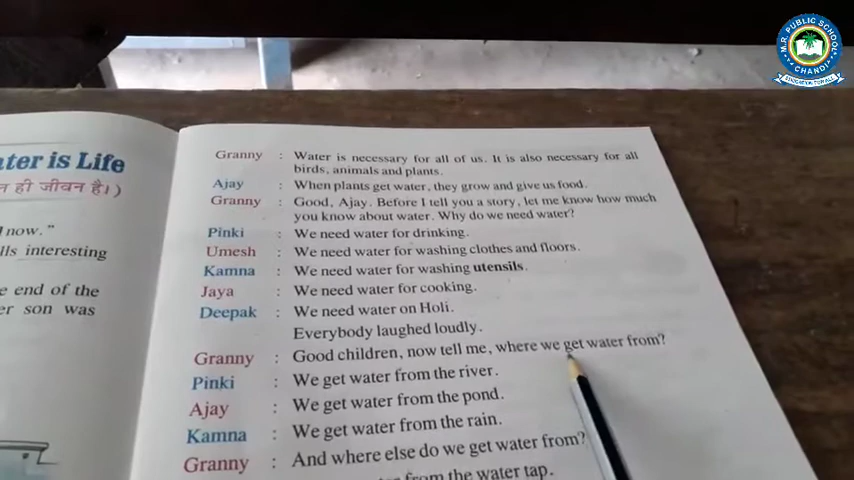 M.R. PUBLIC SCHOOL
CHANDI
ater is Life
न ही जीवन है।)
now."
lls interesting
e end of the
er son was
Granny : Water is necessary for all of us. It is also necessary for all
birds, animals and plants.
Ajay : When plants get water, they grow and give us food.
Granny : Good, Ajay. Before I tell you a story, let me know how much
you know about water. Why do we need water?
Pinki : We need water for drinking.
Umesh : We need water for washing clothes and floors.
Kamna : We need water for washing utensils.
Jaya : We need water for cooking.
Deepak : We need water on Holi.
Everybody laughed loudly.
Granny : Good children, now tell me, where we get water from?
Pinki : We get water from the river.
Ajay : We get water from the pond.
Kamna : We get water from the rain.
Granny : And where else do we get water from?
from the water tap.